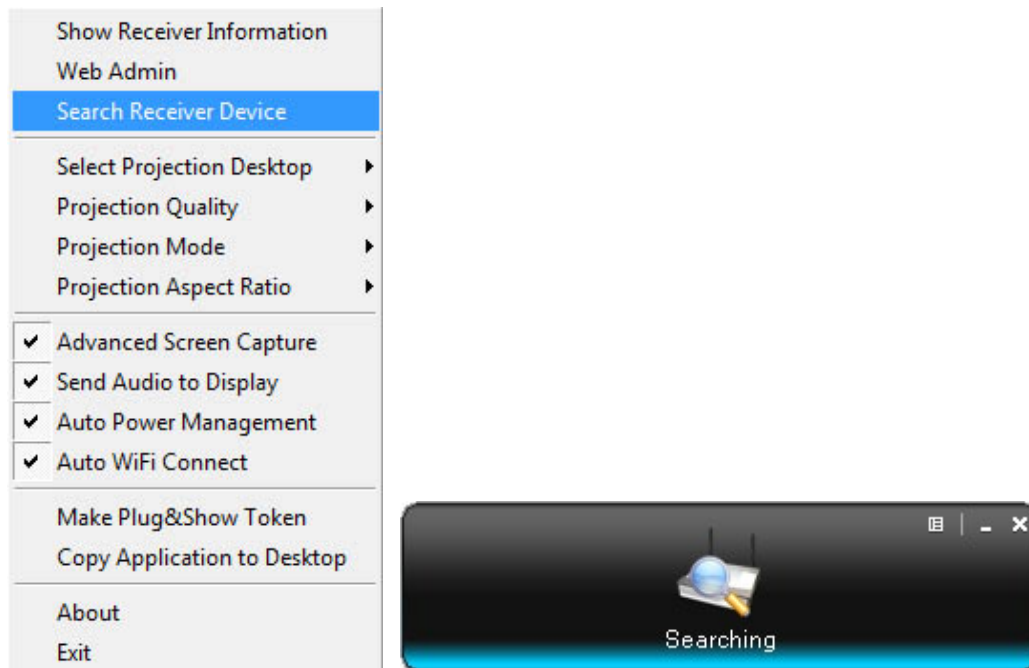 Show Receiver Information
Web Admin
Search Receiver Device
Select Projection Desktop
Projection Quality
Projection Mode
Projection Aspect Ratio
Advanced Screen Capture
Send Audio to Display
Auto Power Management
Auto WiFi Connect
Make Plug&Show Token
Copy Application to Desktop
About
Exit
Searching